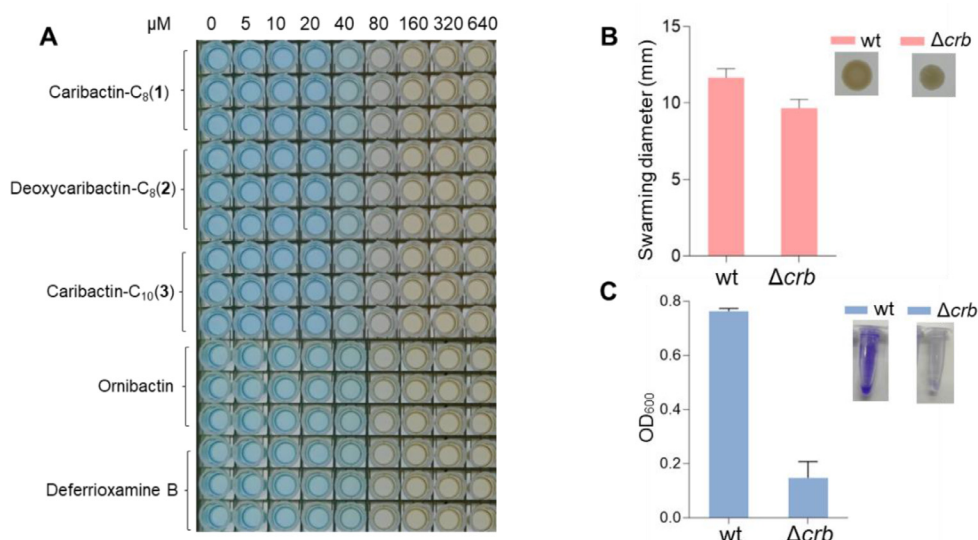 A
µM 0 5 10 20 40 80 160 320 640
Caribactin-C₈(1)
Deoxycaribactin-C₈(2)
Caribactin-C₁₀(3)
Ornibactin
Deferrioxamine B
B
wt Δcrb
Swarming diameter (mm)
15
10
5
0
wt Δcrb
C
wt Δcrb
OD₆₀₀
0.8
0.6
0.4
0.2
0
wt Δcrb